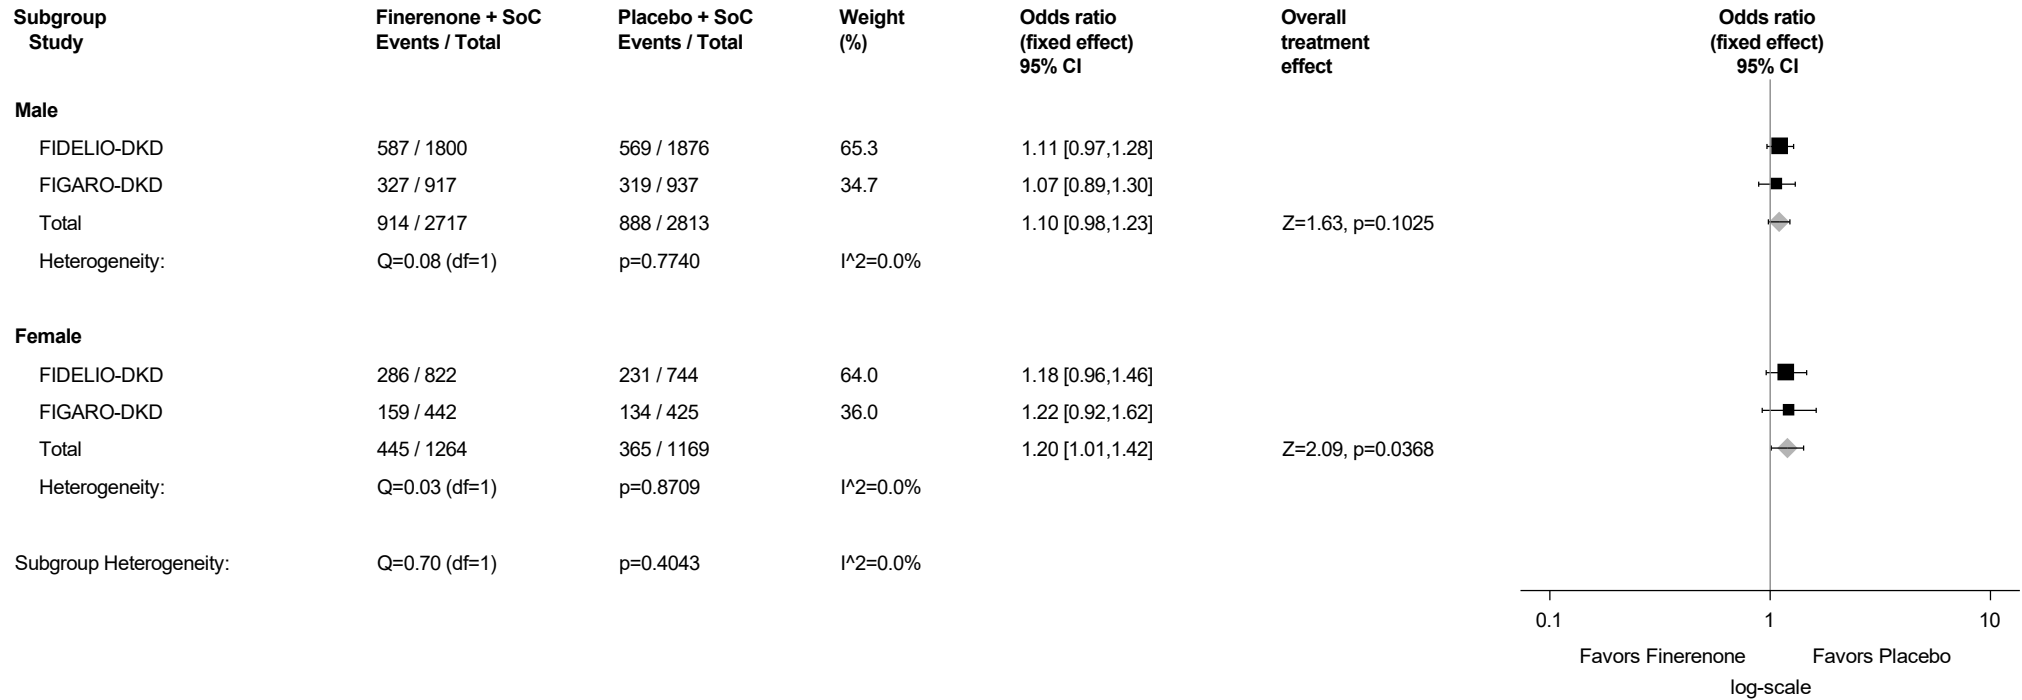 Subgroup Finerenone + SoC Placebo + SoC Weight Odds ratio Overall Odds ratio
Study Events / Total Events / Total (%) (fixed effect) treatment (fixed effect)
95% CI effect 95% CI
Male
FIDELIO-DKD 587 / 1800 569 / 1876 65.3 1.11 [0.97,1.28]
FIGARO-DKD 327 / 917 319 / 937 34.7 1.07 [0.89,1.30]
Total 914 / 2717 888 / 2813 1.10 [0.98,1.23] Z=1.63, p=0.1025
Heterogeneity: Q=0.08 (df=1) p=0.7740 I^2=0.0%
Female
FIDELIO-DKD 286 / 822 231 / 744 64.0 1.18 [0.96,1.46]
FIGARO-DKD 159 / 442 134 / 425 36.0 1.22 [0.92,1.62]
Total 445 / 1264 365 / 1169 1.20 [1.01,1.42] Z=2.09, p=0.0368
Heterogeneity: Q=0.03 (df=1) p=0.8709 I^2=0.0%
Subgroup Heterogeneity: Q=0.70 (df=1) p=0.4043 I^2=0.0%
0.1 1 10
Favors Finerenone Favors Placebo
log-scale